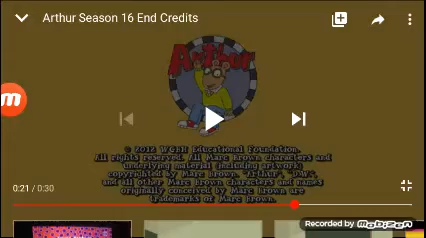 Arthur Season 16 End Credits
Arthur
© 2012 WGBH Educational Foundation.
All rights reserved. All Marc Brown characters and
underlying material (including artwork)
copyrighted by Marc Brown. "Arthur", "D.W.",
and all other Marc Brown characters and names
originally conceived by Marc Brown are
trademarks of Marc Brown.
0:21 / 0:30
Recorded by Mobizen